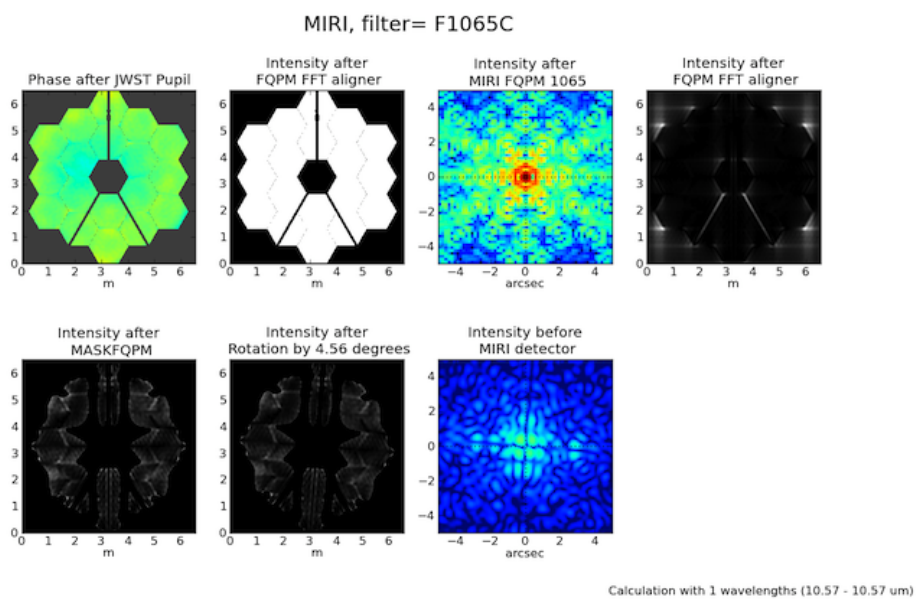 MIRI, filter= F1065C
Phase after JWST Pupil
Intensity after
FQPM FFT aligner
Intensity after
MIRI FQPM 1065
Intensity after
FQPM FFT aligner
6
5
4
3
2
1
0
0 1 2 3 4 5 6
m
6
5
4
3
2
1
0
0 1 2 3 4 5 6
m
4
2
0
−2
−4
−4 −2 0 2 4
arcsec
6
5
4
3
2
1
0
0 1 2 3 4 5 6
m
Intensity after
MASKFQPM
Intensity after
Rotation by 4.56 degrees
Intensity before
MIRI detector
6
5
4
3
2
1
0
0 1 2 3 4 5 6
m
6
5
4
3
2
1
0
0 1 2 3 4 5 6
m
4
2
0
−2
−4
−4 −2 0 2 4
arcsec
Calculation with 1 wavelengths (10.57 - 10.57 um)